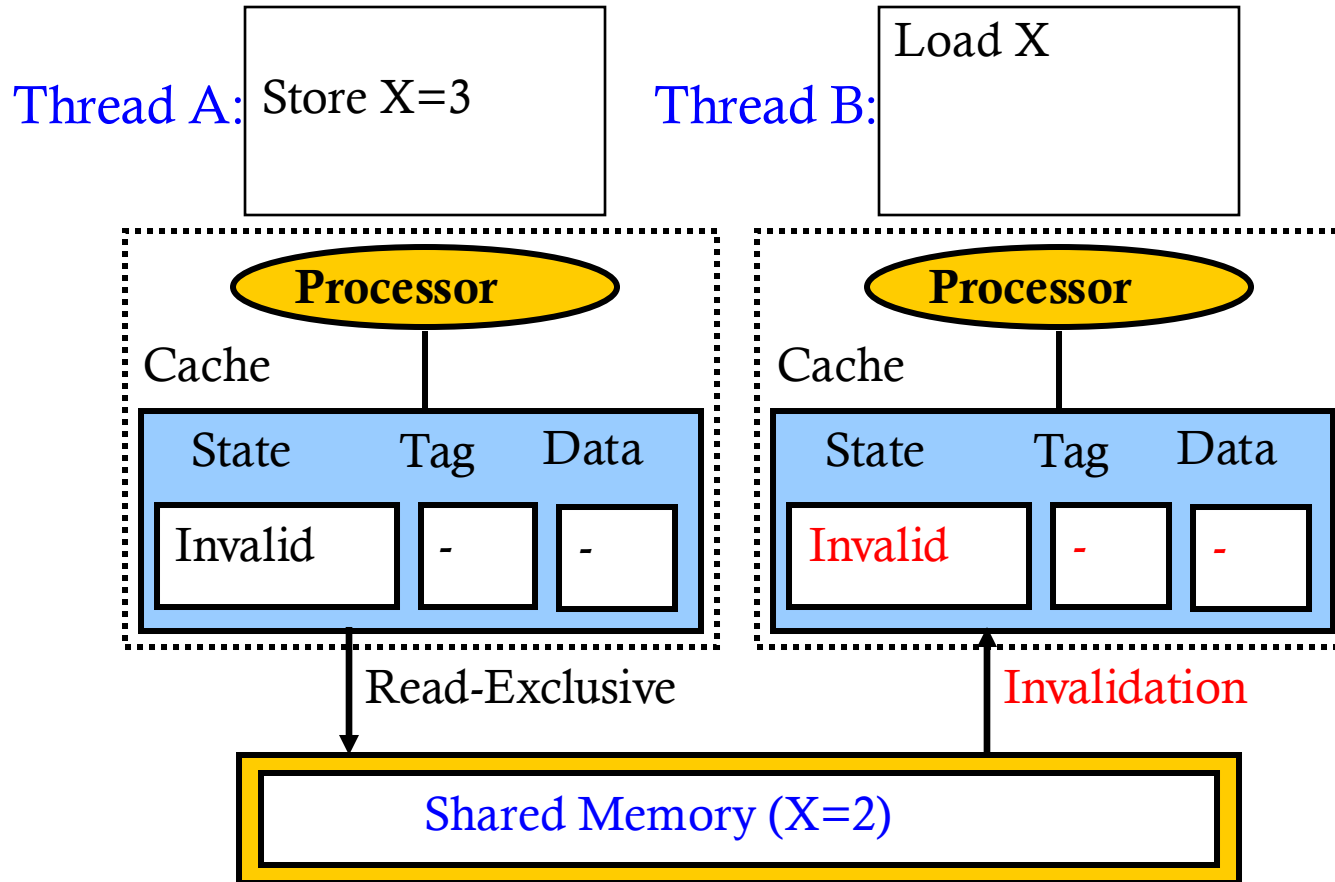 Load X
Thread A: Store X=3 Thread B:
Processor Processor
Cache Cache
State Tag Data State Tag Data
Invalid - - Invalid - -
Read-Exclusive Invalidation
Shared Memory (X=2)